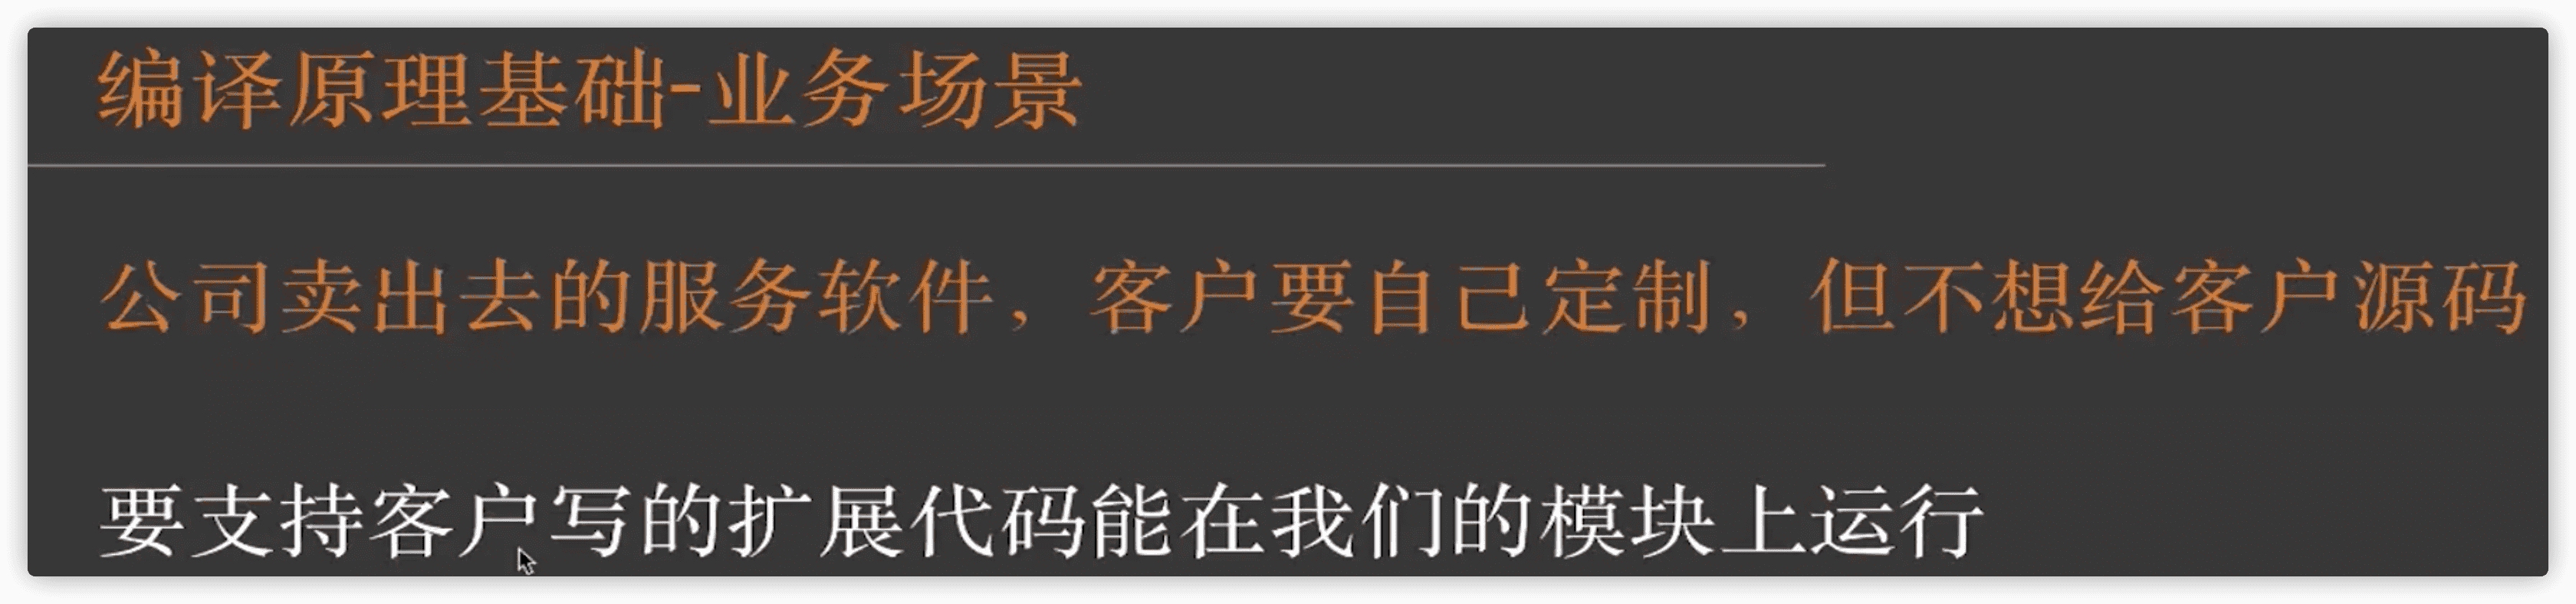 编译原理基础-业务场景
公司卖出去的服务软件，客户要自己定制，但不想给客户源码
要支持客户写的扩展代码能在我们的模块上运行